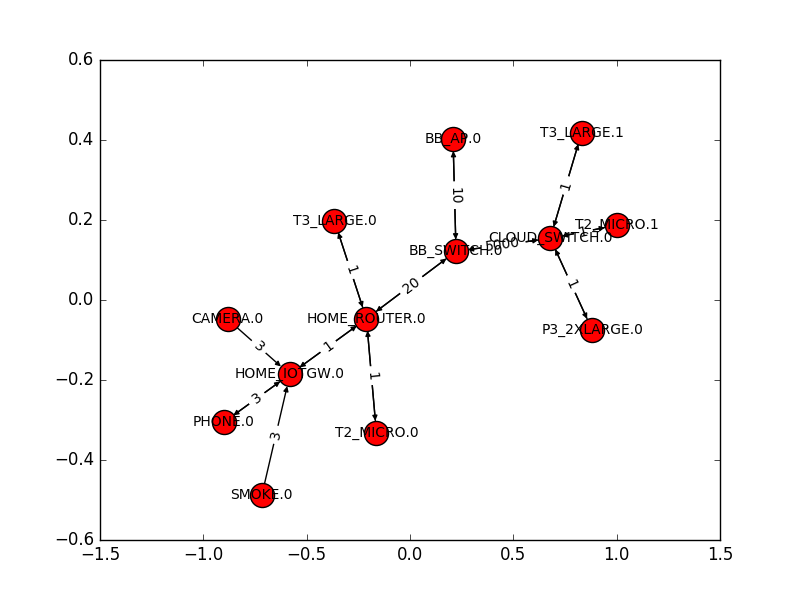 0.6
0.4
0.2
0.0
−0.2
−0.4
−0.6
−1.5
−1.0
−0.5
0.0
0.5
1.0
1.5
BB_AP.0
T3_LARGE.1
10
1
T3_LARGE.0
T2_MICRO.1
CLOUD_SWITCH.0
1
BB_SWITCH.0
5000
1
20
1
CAMERA.0
HOME_ROUTER.0
P3_2XLARGE.0
3
1
HOME_IOTGW.0
1
3
PHONE.0
3
T2_MICRO.0
SMOKE.0